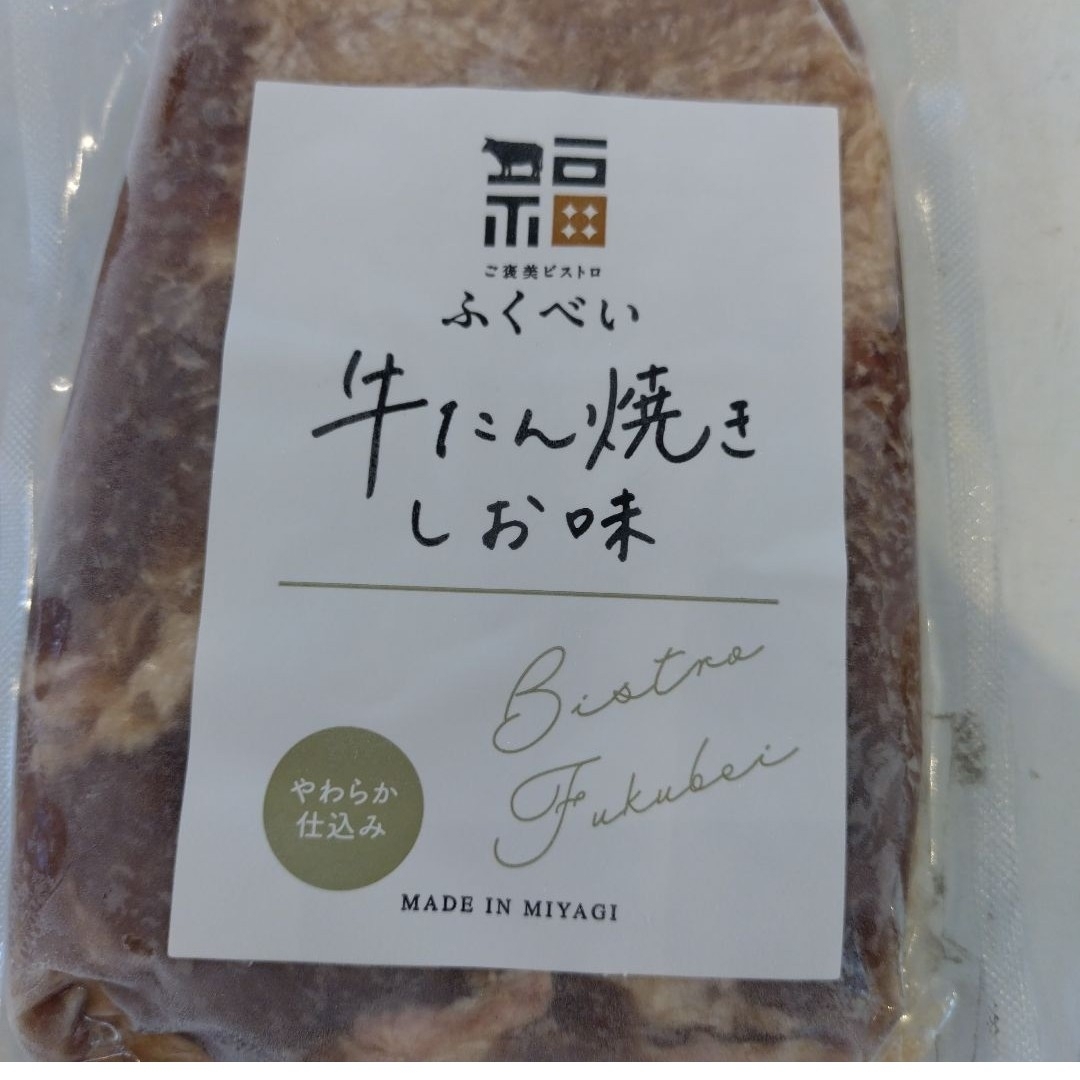 ご褒美ビストロ
ふくべい
牛たん焼き
しお味
Bistro
Fukubei
やわらか
仕込み
MADE IN MIYAGI